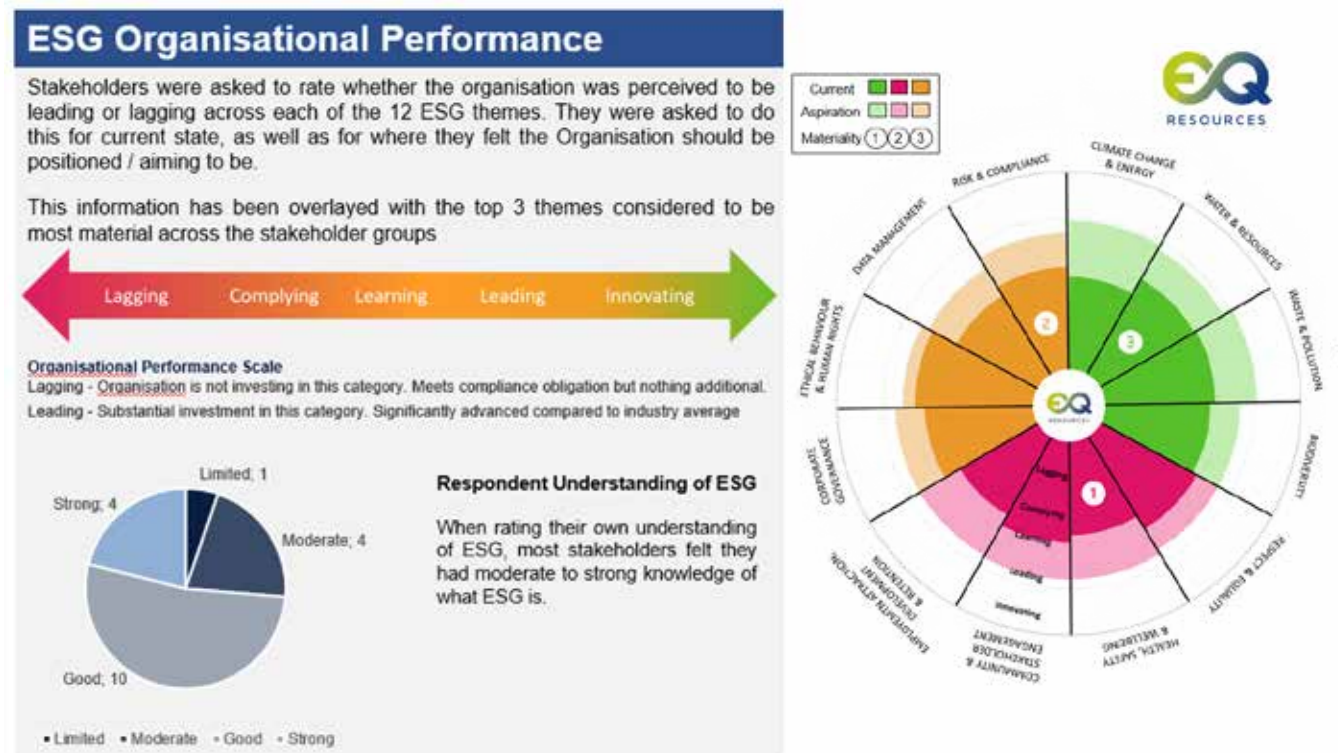 ESG Organisational Performance
Stakeholders were asked to rate whether the organisation was perceived to be
leading or lagging across each of the 12 ESG themes. They were asked to do
this for current state, as well as for where they felt the Organisation should be
positioned / aiming to be.
This information has been overlayed with the top 3 themes considered to be
most material across the stakeholder groups
Lagging Complying Learning Leading Innovating
Organisational Performance Scale
Lagging - Organisation is not investing in this category. Meets compliance obligation but nothing additional.
Leading - Substantial investment in this category. Significantly advanced compared to industry average
Limited; 1
Strong; 4
Moderate; 4
Good; 10
Limited Moderate Good Strong
Respondent Understanding of ESG
When rating their own understanding
of ESG, most stakeholders felt they
had moderate to strong knowledge of
what ESG is.
Current
Aspiration
Materiality 1 2 3
EQ
RESOURCES
CLIMATE CHANGE
& ENERGY
WATER & RESOURCES
WASTE & POLLUTION
BIODIVERSITY
RESPECT & EQUALITY
HEALTH, SAFETY
& WELLBEING
COMMUNITY &
STAKEHOLDER
ENGAGEMENT
EMPLOYEMTN ATTRACTION,
DEVELOPMENT
& RETENTION
CORPORATE
GOVERNANCE
ETHICAL BEHAVIOUR
& HUMAN RIGHTS
DATA MANAGEMENT
RISK & COMPLIANCE
2
3
1
EQ
RESOURCES
Lagging
Complying
Learning